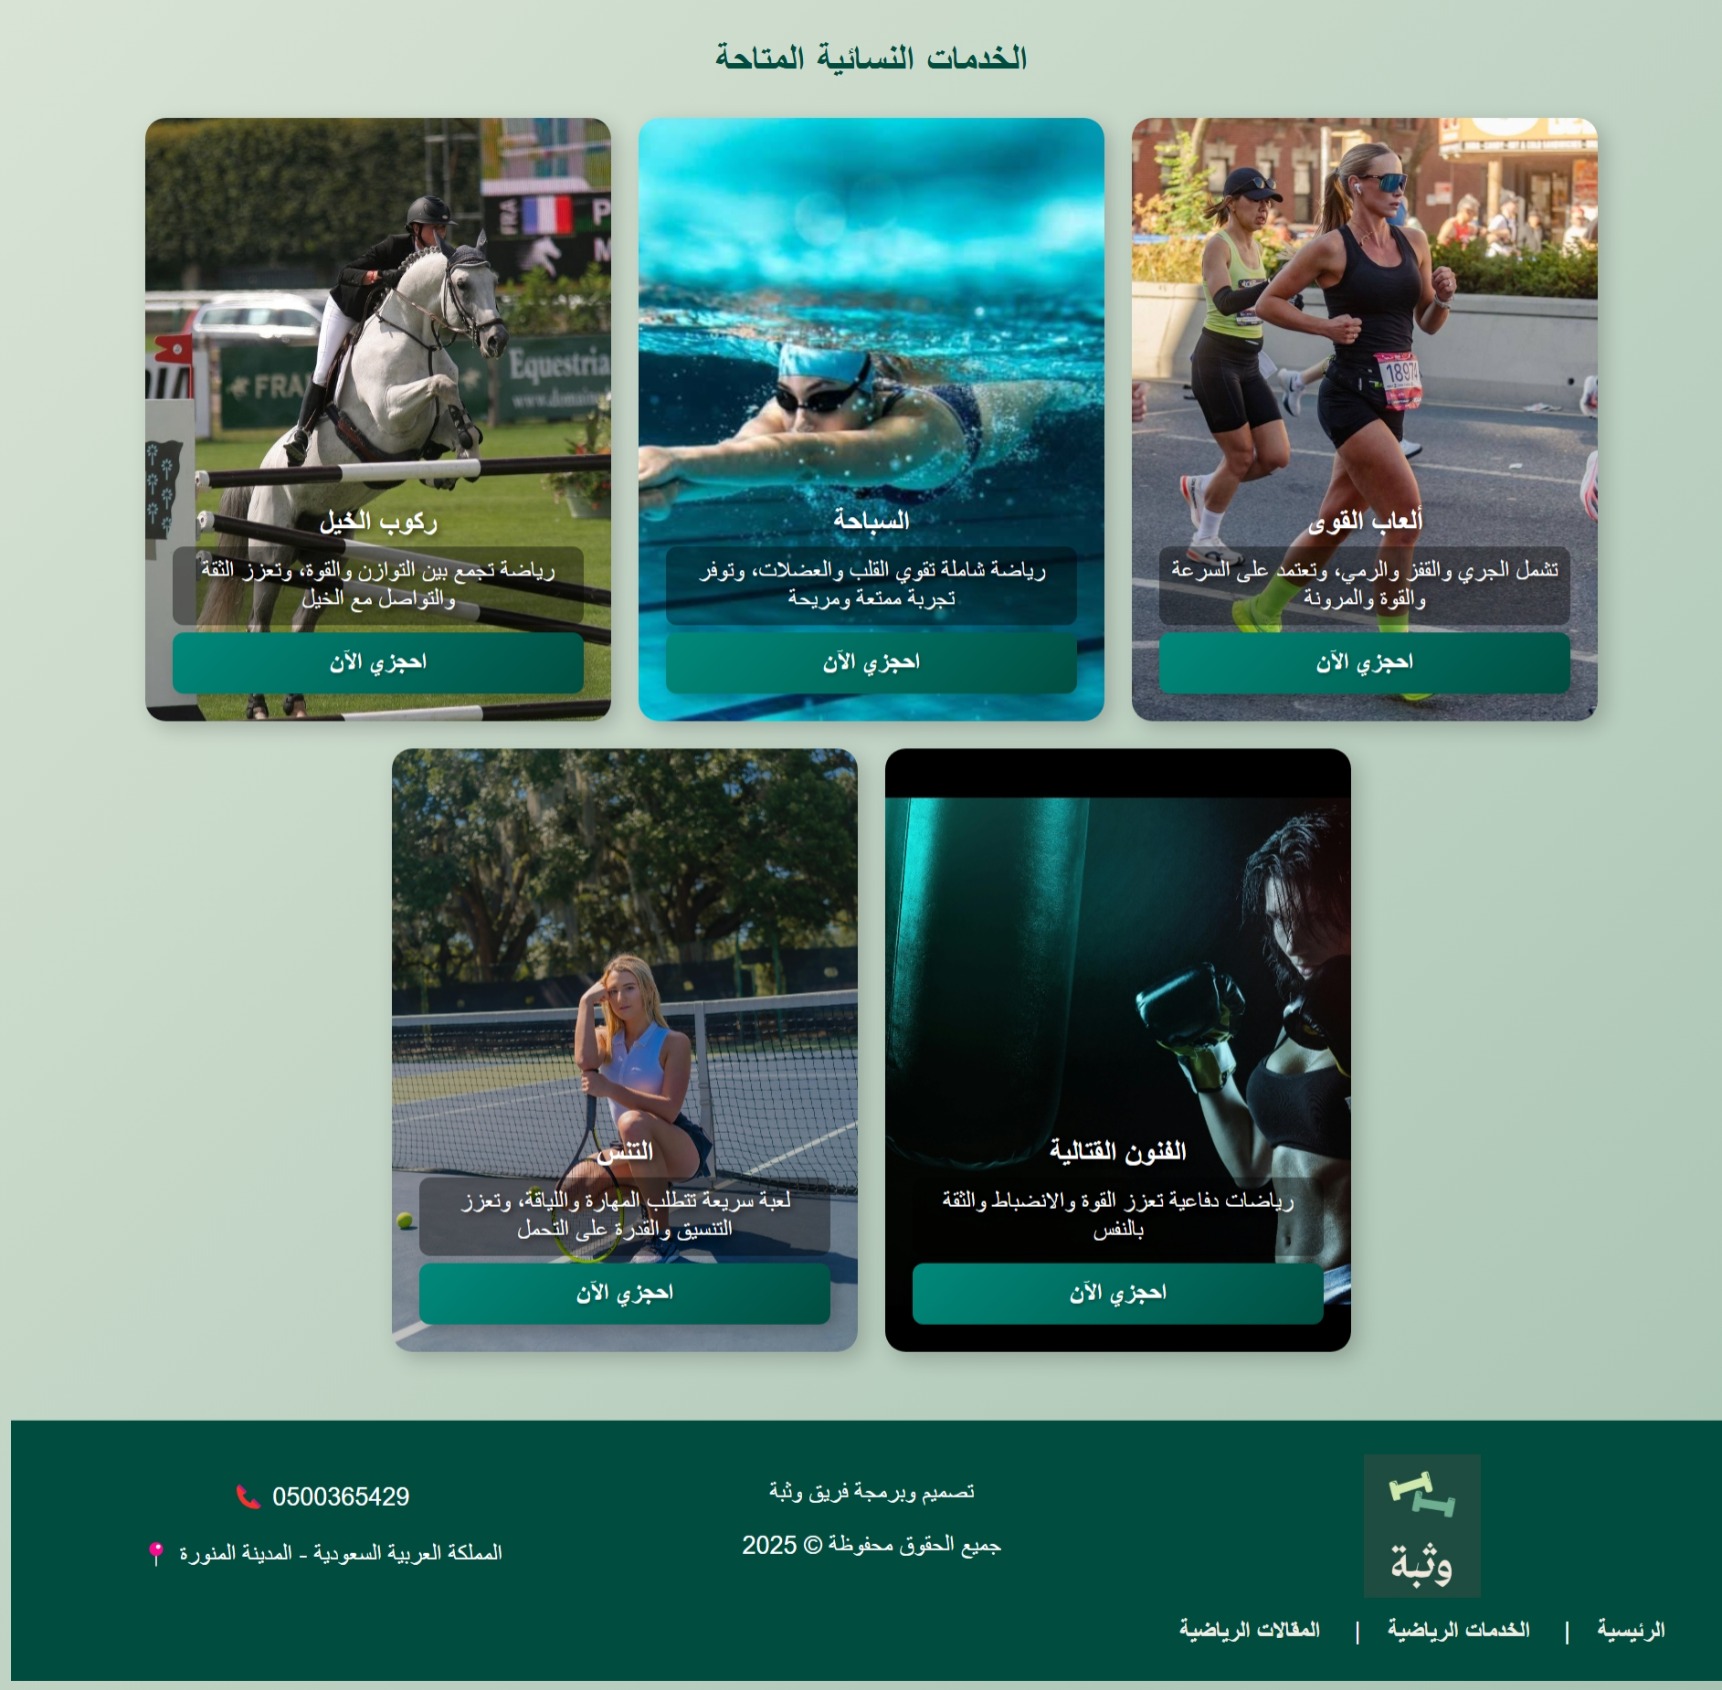 الخدمات النسائية المتاحة
18974
ألعاب القوى
تشمل الجري والقفز والرمي، وتعتمد على السرعة
والقوة والمرونة
احجزي الآن
السباحة
رياضة شاملة تقوي القلب والعضلات، وتوفر
تجربة ممتعة ومريحة
احجزي الآن
FRA
FRA
Equestria
ركوب الخيل
رياضة تجمع بين التوازن والقوة، وتعزز الثقة
والتواصل مع الخيل
احجزي الآن
الفنون القتالية
رياضات دفاعية تعزز القوة والانضباط والثقة
بالنفس
احجزي الآن
التنس
لعبة سريعة تتطلب المهارة واللياقة، وتعزز
التنسيق والقدرة على التحمل
احجزي الآن
وثبة
الرئيسية | الخدمات الرياضية | المقالات الرياضية
تصميم وبرمجة فريق وثبة
جميع الحقوق محفوظة © 2025
📞 0500365429
المملكة العربية السعودية - المدينة المنورة 📍